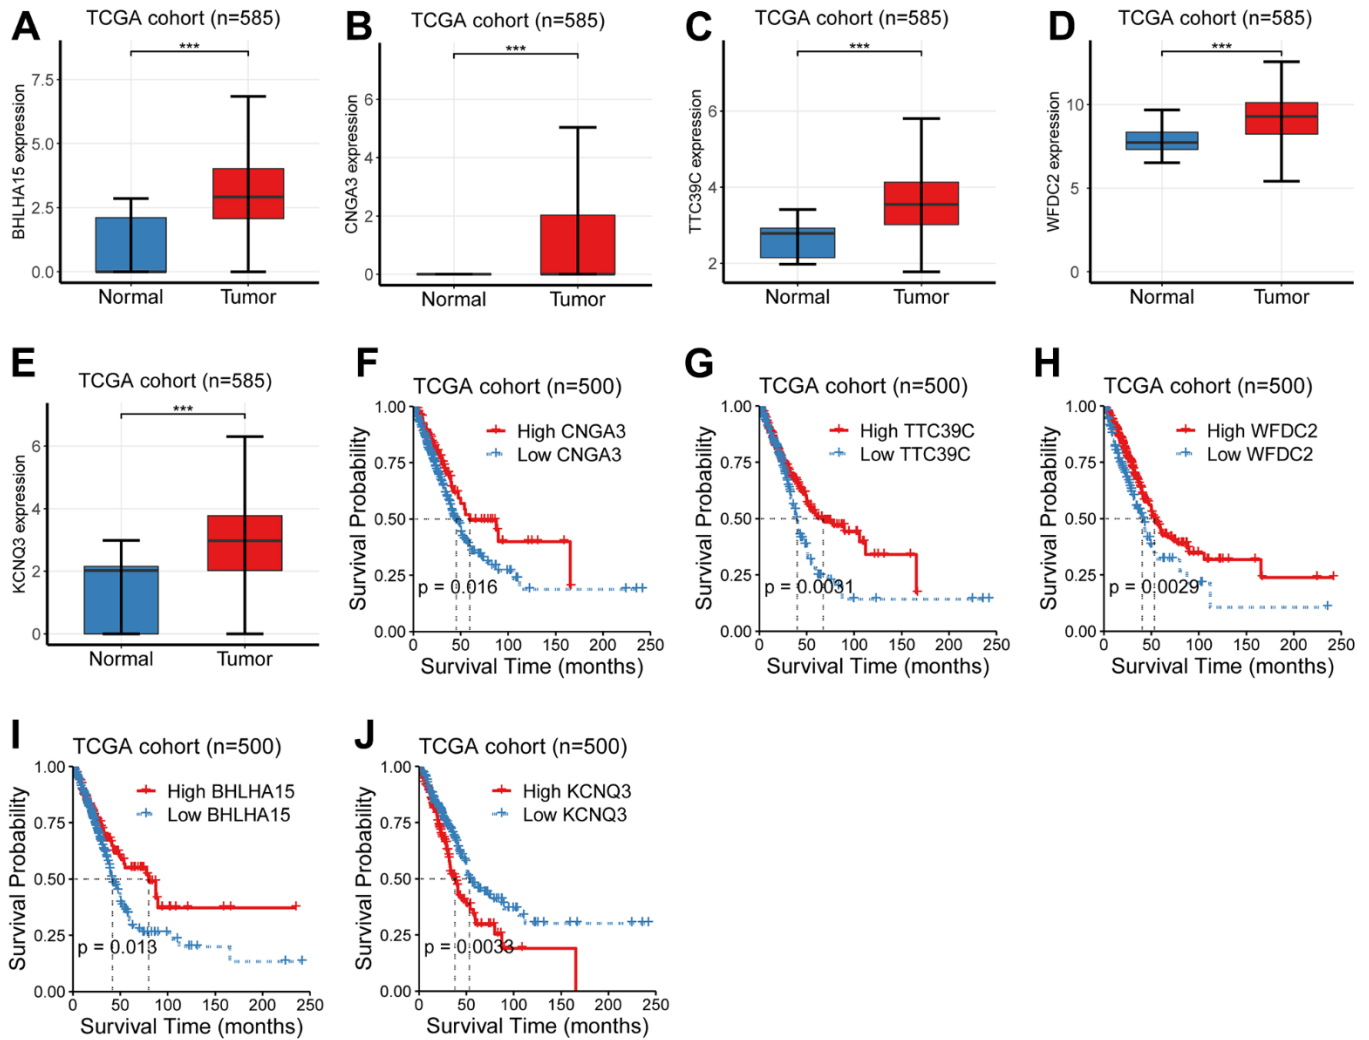 A
TCGA cohort (n=585)
***
BHLHA15 expression
7.5
5.0
2.5
0.0
Normal
Tumor
B
TCGA cohort (n=585)
***
CNGA3 expression
6
4
2
0
Normal
Tumor
C
TCGA cohort (n=585)
***
TTC39C expression
6
4
2
Normal
Tumor
D
TCGA cohort (n=585)
***
WFDC2 expression
10
5
0
Normal
Tumor
E
TCGA cohort (n=585)
***
KCNQ3 expression
6
4
2
0
Normal
Tumor
F
TCGA cohort (n=500)
High CNGA3
Low CNGA3
Survival Probability
1.00
0.75
0.50
0.25
0.00
p = 0.016
0 50 100 150 200 250
Survival Time (months)
G
TCGA cohort (n=500)
High TTC39C
Low TTC39C
Survival Probability
1.00
0.75
0.50
0.25
0.00
p = 0.0031
0 50 100 150 200 250
Survival Time (months)
H
TCGA cohort (n=500)
High WFDC2
Low WFDC2
Survival Probability
1.00
0.75
0.50
0.25
0.00
p = 0.0029
0 50 100 150 200 250
Survival Time (months)
I
TCGA cohort (n=500)
High BHLHA15
Low BHLHA15
Survival Probability
1.00
0.75
0.50
0.25
0.00
p = 0.013
0 50 100 150 200 250
Survival Time (months)
J
TCGA cohort (n=500)
High KCNQ3
Low KCNQ3
Survival Probability
1.00
0.75
0.50
0.25
0.00
p = 0.0033
0 50 100 150 200 250
Survival Time (months)